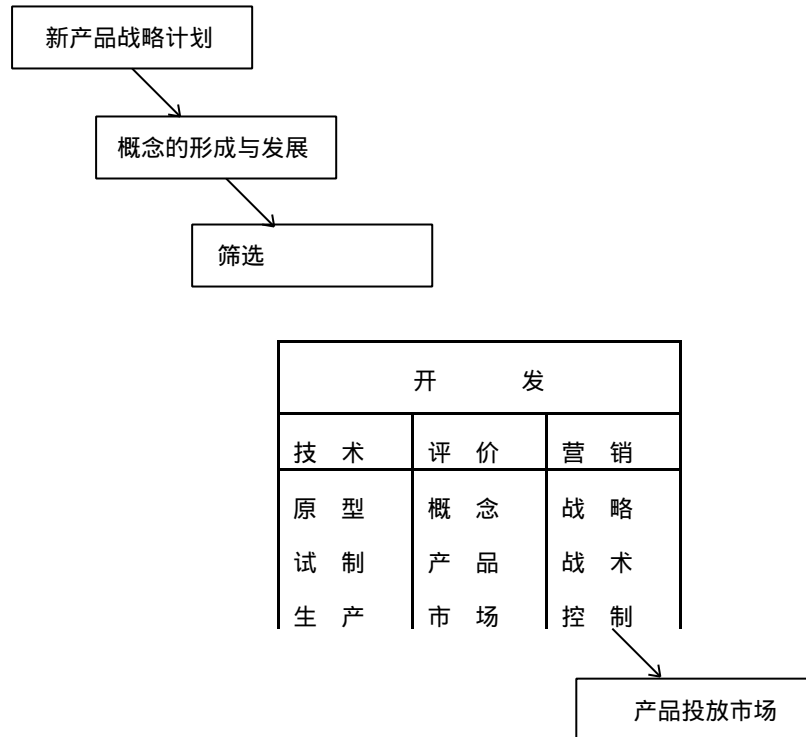 新产品战略计划
概念的形成与发展
筛选
开 发
技 术 评 价 营 销
原 型 概 念 战 略
试 制 产 品 战 术
生 产 市 场 控 制
产品投放市场